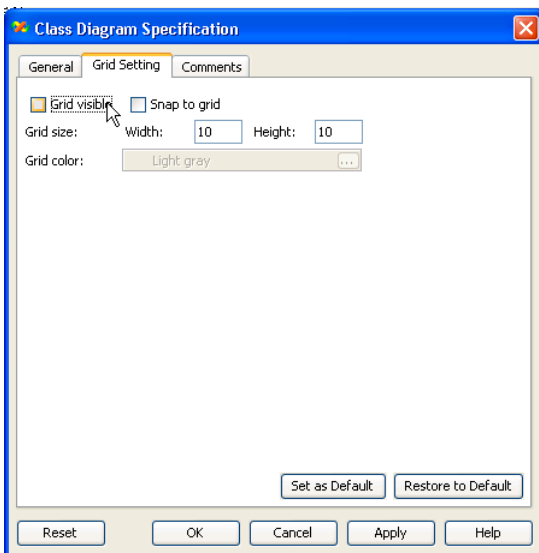 Class Diagram Specification
General Grid Setting Comments
Grid visible Snap to grid
Grid size: Width: 10 Height: 10
Grid color: Light gray ...
Set as Default Restore to Default
Reset OK Cancel Apply Help